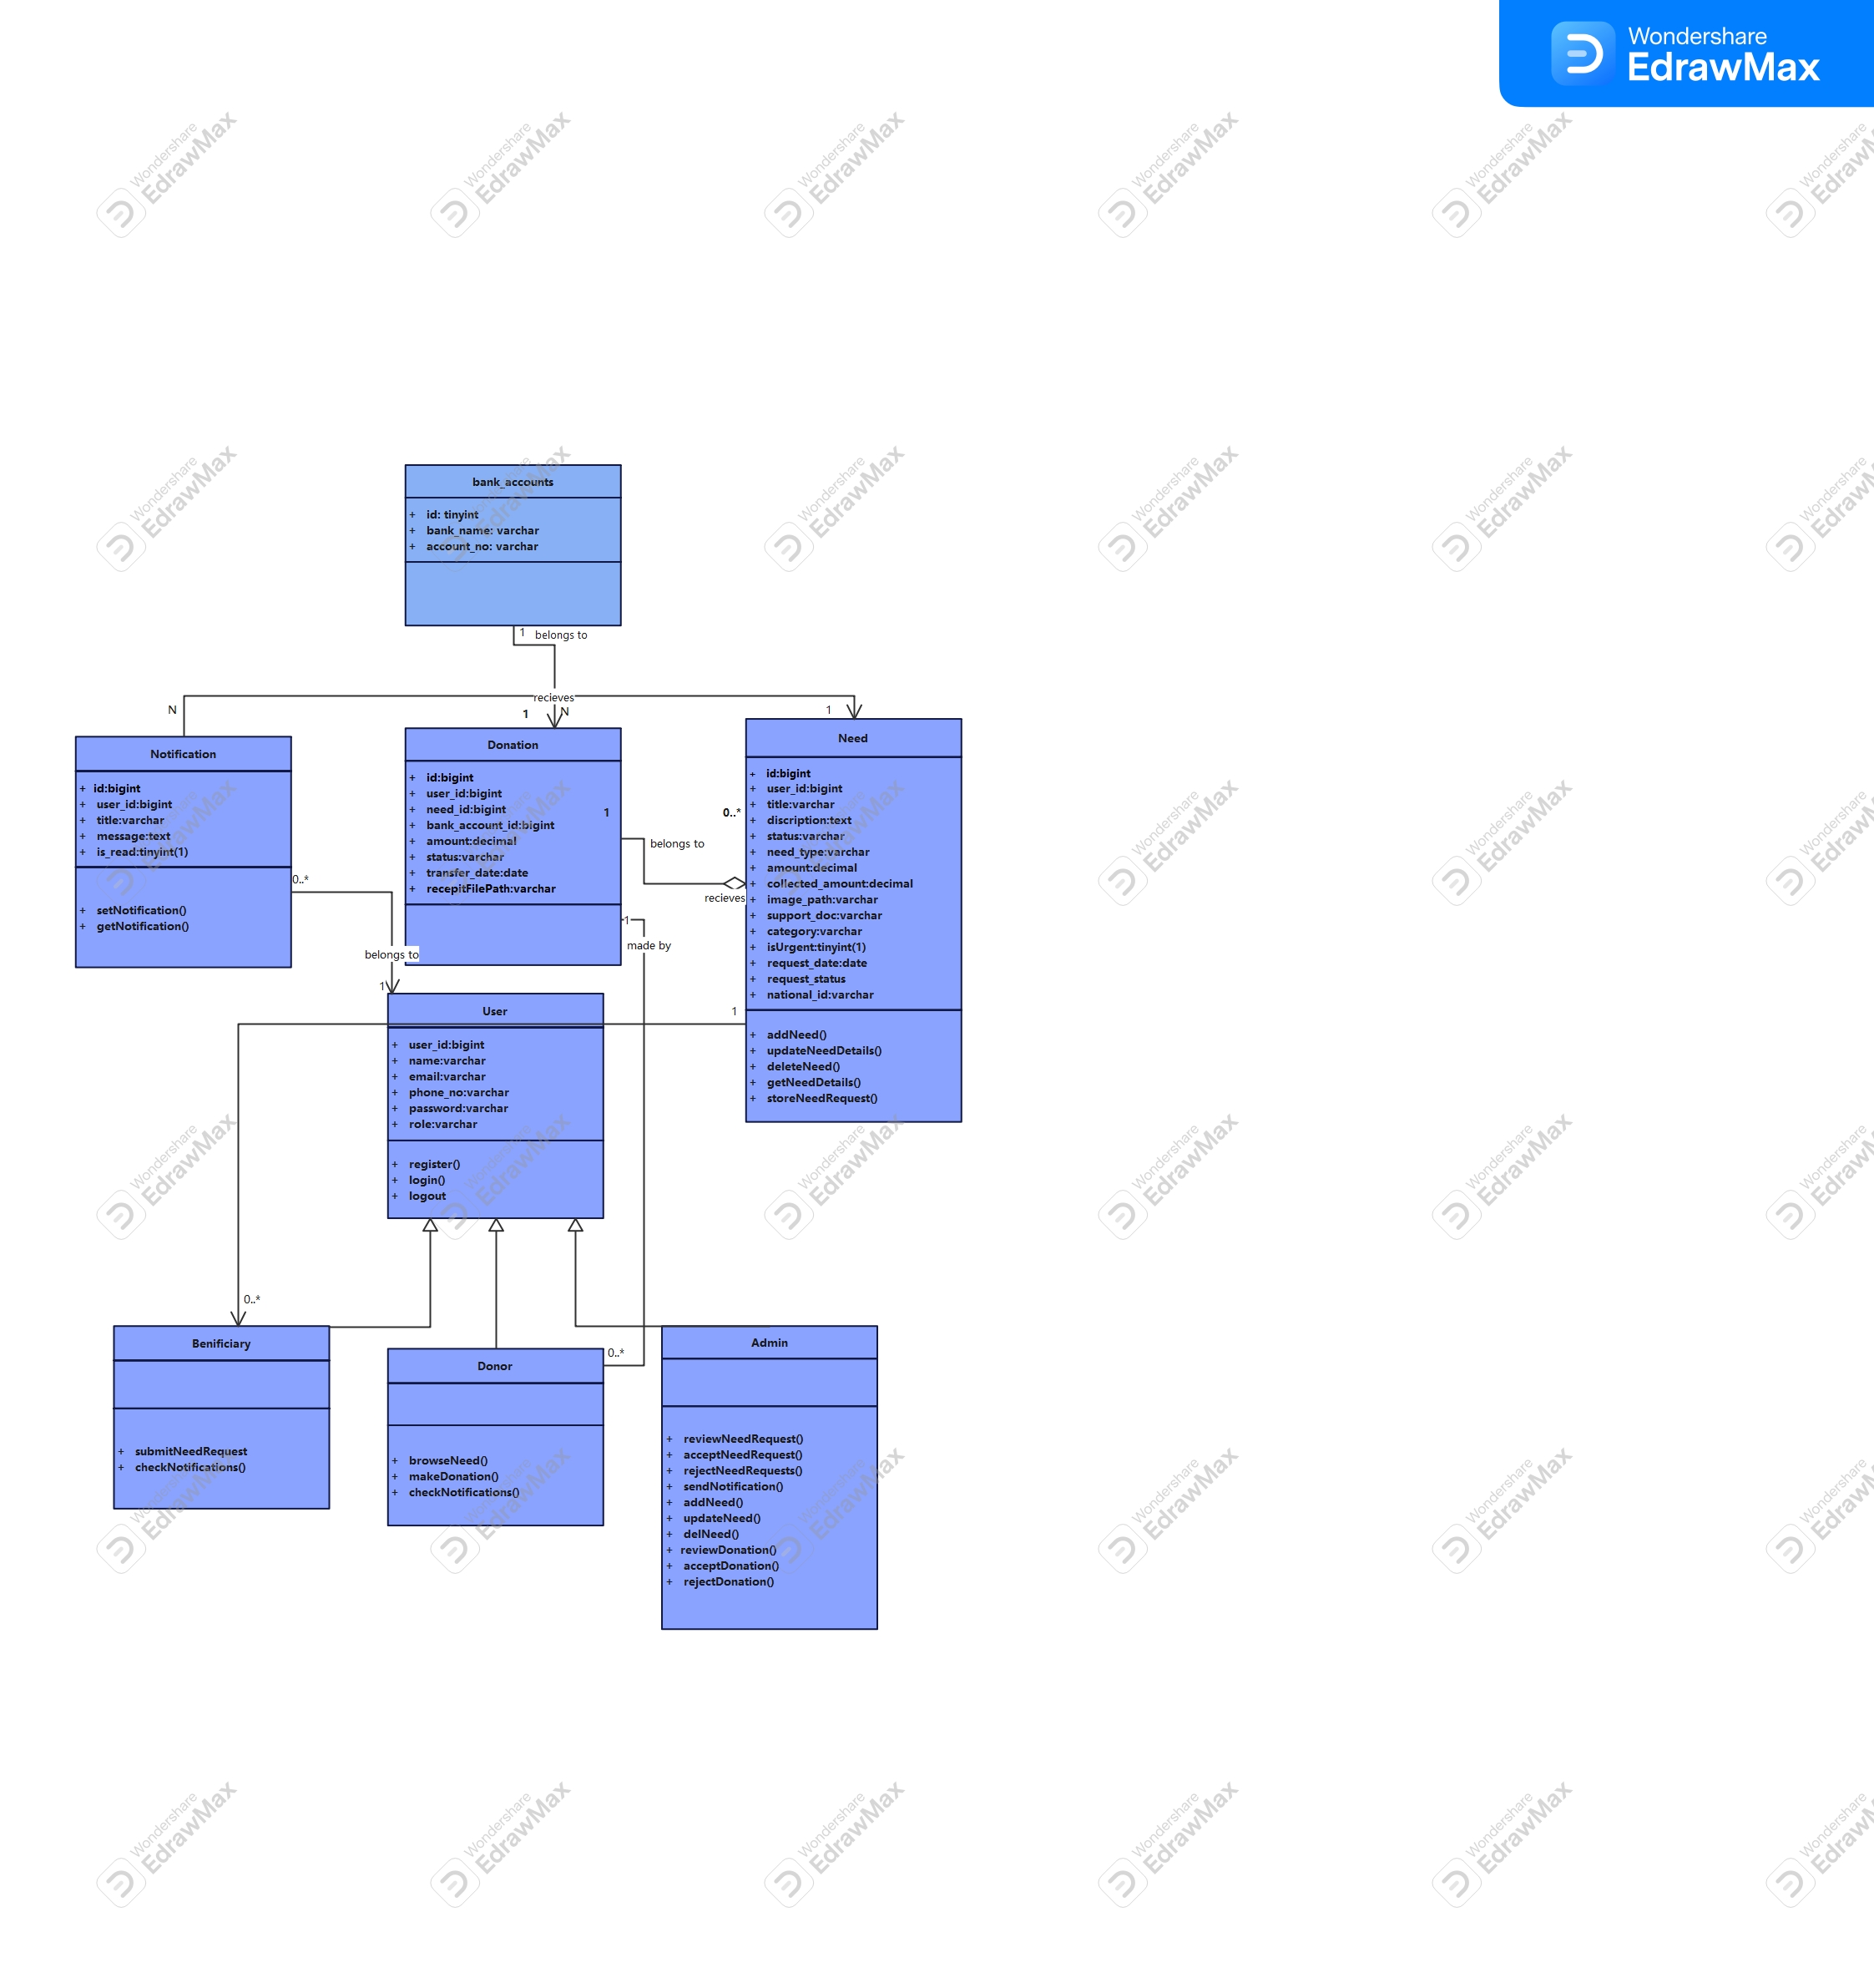 Wondershare
EdrawMax
bank_accounts
+ id: tinyint
+ bank_name: varchar
+ account_no: varchar
1 belongs to
recieves
N
1
N
1
Notification
+ id:bigint
+ user_id:bigint
+ title:varchar
+ message:text
+ is_read:tinyint(1)
+ setNotification()
+ getNotification()
Donation
+ id:bigint
+ user_id:bigint
+ need_id:bigint
+ bank_account_id:bigint
+ amount:decimal
+ status:varchar
+ transfer_date:date
+ recepitFilePath:varchar
1
0..*
belongs to
recieves
Need
+ id:bigint
+ user_id:bigint
+ title:varchar
+ discription:text
+ status:varchar
+ need_type:varchar
+ amount:decimal
+ collected_amount:decimal
+ image_path:varchar
+ support_doc:varchar
+ category:varchar
+ isUrgent:tinyint(1)
+ request_date:date
+ request_status
+ national_id:varchar
+ addNeed()
+ updateNeedDetails()
+ deleteNeed()
+ getNeedDetails()
+ storeNeedRequest()
0..*
belongs to
1
1
made by
1
User
+ user_id:bigint
+ name:varchar
+ email:varchar
+ phone_no:varchar
+ password:varchar
+ role:varchar
+ register()
+ login()
+ logout
0..*
0..*
Benificiary
+ submitNeedRequest
+ checkNotifications()
Donor
+ browseNeed()
+ makeDonation()
+ checkNotifications()
Admin
+ reviewNeedRequest()
+ acceptNeedRequest()
+ rejectNeedRequests()
+ sendNotification()
+ addNeed()
+ updateNeed()
+ delNeed()
+ reviewDonation()
+ acceptDonation()
+ rejectDonation()